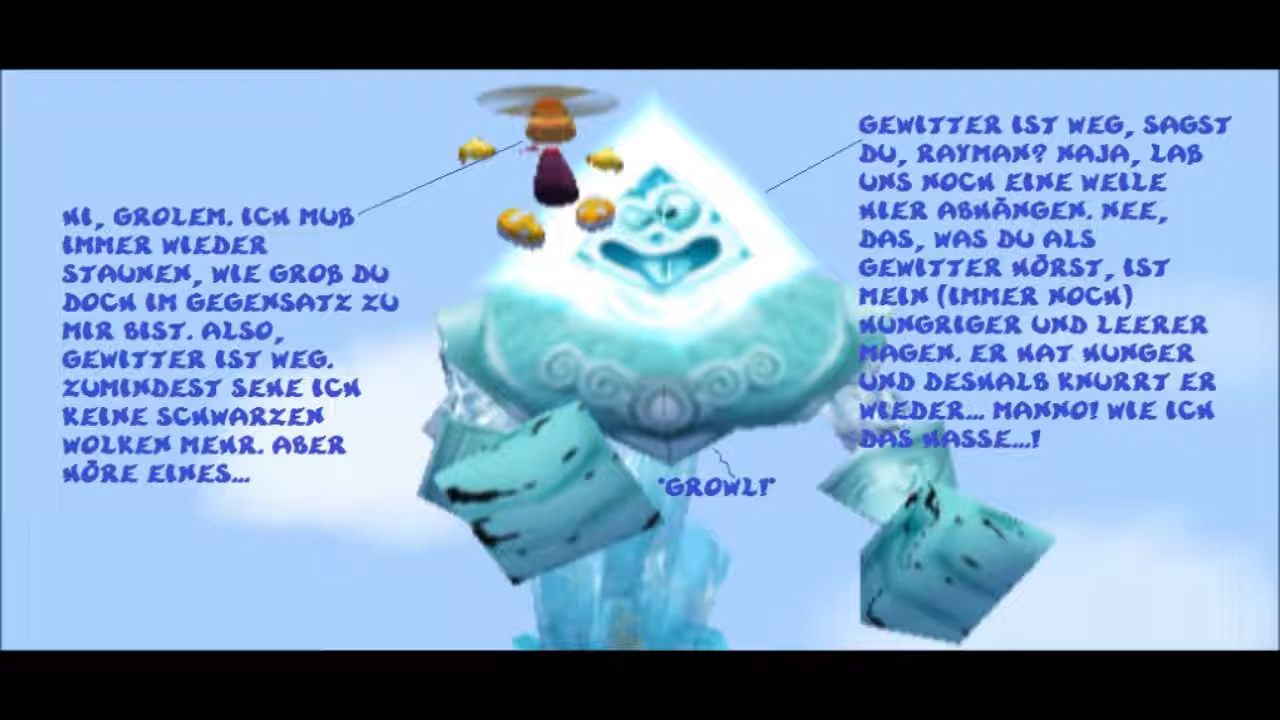 HI, GROLEM. ICH MUß
IMMER WIEDER
STAUNEN, WIE GROß DU
DOCH IM GEGENSATZ ZU
MIR BIST. ALSO,
GEWITTER IST WEG.
ZUMINDEST SEHE ICH
KEINE SCHWARZEN
WOLKEN MEHR. ABER
HÖRE EINES...
GEWITTER IST WEG, SAGST
DU, RAYMAN? NAJA, LAß
UNS NOCH EINE WEILE
HIER ABHÄNGEN. NEE,
DAS, WAS DU ALS
GEWITTER HÖRST, IST
MEIN (IMMER NOCH)
HUNGRIGER UND LEERER
MAGEN. ER HAT HUNGER
UND DESHALB KNURRT ER
WIEDER... MANNO! WIE ICH
DAS HASSE...!
*GROWL!*